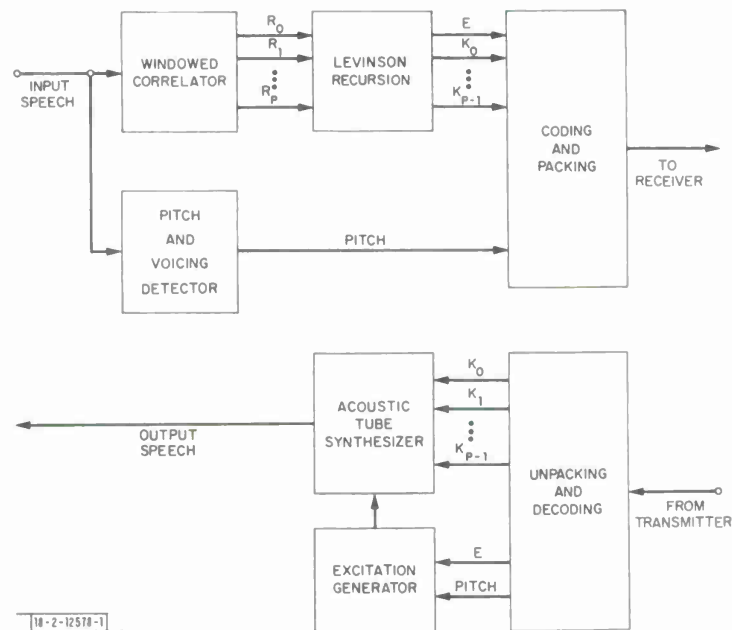 INPUT
SPEECH
WINDOWED
CORRELATOR
R0
R1
RP
LEVINSON
RECURSION
E
K0
KP-1
CODING
AND
PACKING
TO
RECEIVER
PITCH
AND
VOICING
DETECTOR
PITCH
OUTPUT
SPEECH
ACOUSTIC
TUBE
SYNTHESIZER
K0
K1
KP-1
UNPACKING
AND
DECODING
FROM
TRANSMITTER
EXCITATION
GENERATOR
E
PITCH
18-2-12578-1